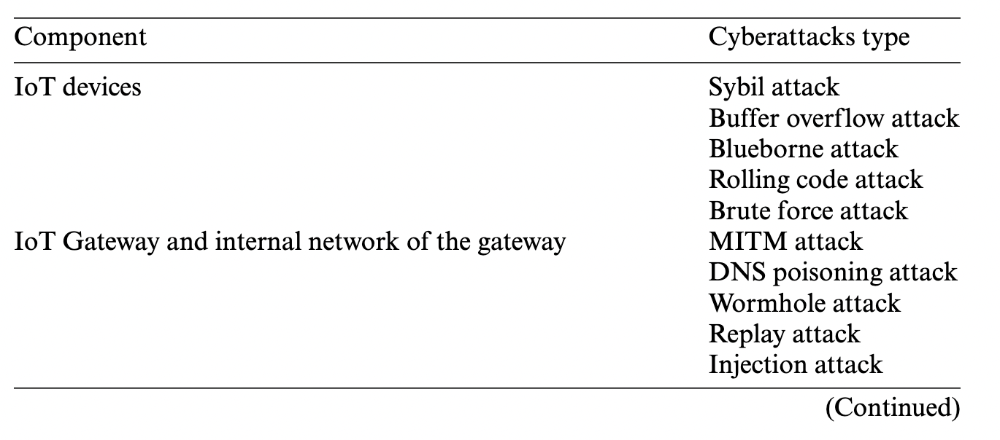 Component Cyberattacks type
IoT devices Sybil attack
Buffer overflow attack
Blueborne attack
Rolling code attack
Brute force attack
IoT Gateway and internal network of the gateway MITM attack
DNS poisoning attack
Wormhole attack
Replay attack
Injection attack
(Continued)